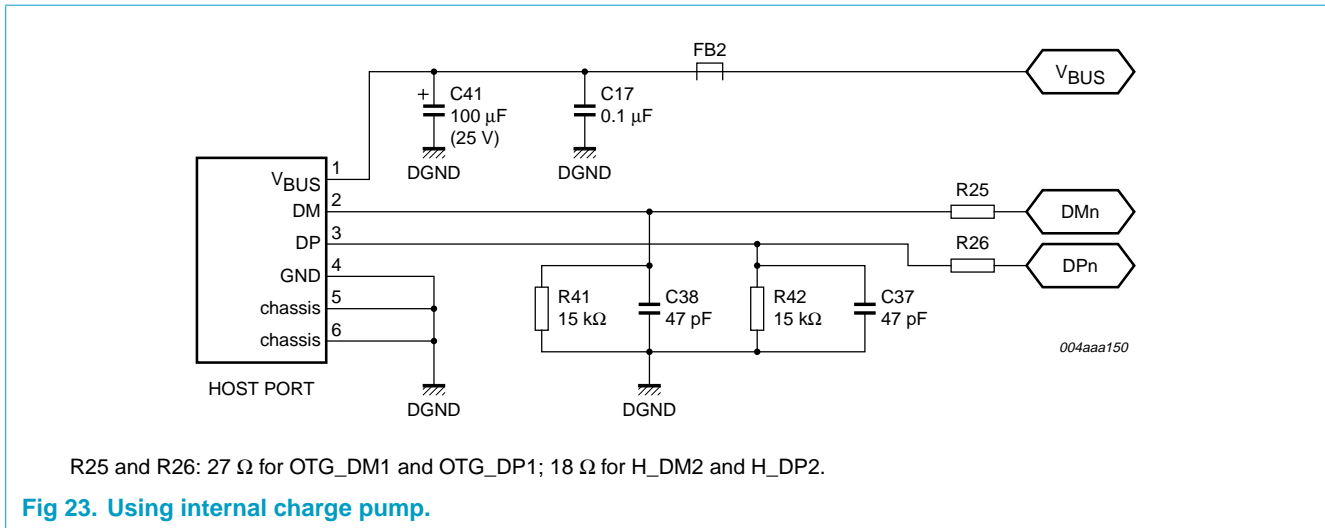 FB2
VBUS
+ C41
100 μF
(25 V)
DGND
C17
0.1 μF
DGND
1
VBUS
2
DM
3
DP
4
GND
5
chassis
6
chassis
HOST PORT
DGND
R25
DMn
R26
DPn
R41
15 kΩ
C38
47 pF
R42
15 kΩ
C37
47 pF
DGND
004aaa150
R25 and R26: 27 Ω for OTG_DM1 and OTG_DP1; 18 Ω for H_DM2 and H_DP2.
Fig 23. Using internal charge pump.